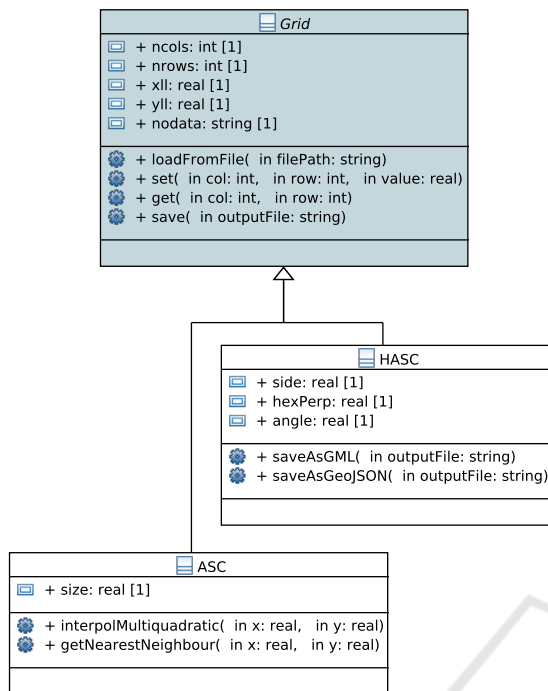 Grid
+ ncols: int [1]
+ nrows: int [1]
+ xll: real [1]
+ yll: real [1]
+ nodata: string [1]
+ loadFromFile( in filePath: string)
+ set( in col: int, in row: int, in value: real)
+ get( in col: int, in row: int)
+ save( in outputFile: string)
HASC
+ side: real [1]
+ hexPerp: real [1]
+ angle: real [1]
+ saveAsGML( in outputFile: string)
+ saveAsGeoJSON( in outputFile: string)
ASC
+ size: real [1]
+ interpolMultiquadratic( in x: real, in y: real)
+ getNearestNeighbour( in x: real, in y: real)